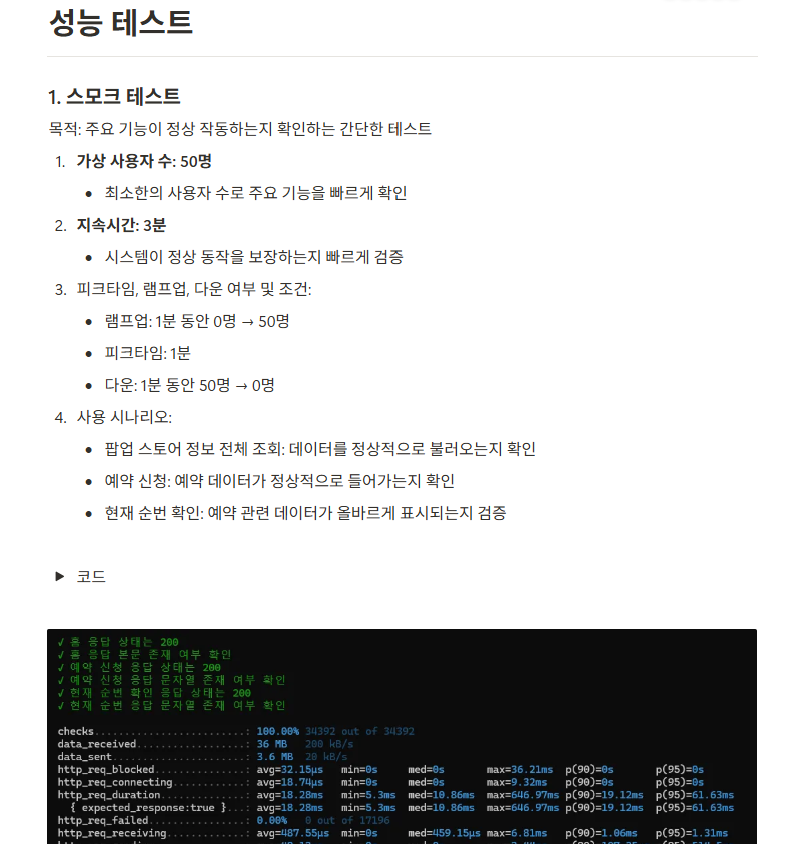 성능 테스트
1. 스모크 테스트
목적: 주요 기능이 정상 작동하는지 확인하는 간단한 테스트
1. 가상 사용자 수: 50명
• 최소한의 사용자 수로 주요 기능을 빠르게 확인
2. 지속시간: 3분
• 시스템이 정상 동작을 보장하는지 빠르게 검증
3. 피크타임, 램프업, 다운 여부 및 조건:
• 램프업: 1분 동안 0명 → 50명
• 피크타임: 1분
• 다운: 1분 동안 50명 → 0명
4. 사용 시나리오:
• 팝업 스토어 정보 전체 조회: 데이터를 정상적으로 불러오는지 확인
• 예약 신청: 예약 데이터가 정상적으로 들어가는지 확인
• 현재 순번 확인: 예약 관련 데이터가 올바르게 표시되는지 검증
▶ 코드
✓ 홈 응답 상태는 200
✓ 홈 응답 본문 존재 여부 확인
✓ 예약 신청 응답 상태는 200
✓ 예약 신청 응답 문자열 존재 여부 확인
✓ 현재 순번 확인 응답 상태는 200
✓ 현재 순번 응답 문자열 존재 여부 확인
checks.........................: 100.00% 34392 out of 34392
data_received..................: 36 MB 200 kB/s
data_sent......................: 3.6 MB 20 kB/s
http_req_blocked...............: avg=32.15µs min=0s med=0s max=36.21ms p(90)=0s p(95)=0s
http_req_connecting............: avg=18.74µs min=0s med=0s max=9.32ms p(90)=0s p(95)=0s
http_req_duration..............: avg=18.28ms min=5.3ms med=10.86ms max=646.97ms p(90)=19.12ms p(95)=61.63ms
{ expected_response:true }...: avg=18.28ms min=5.3ms med=10.86ms max=646.97ms p(90)=19.12ms p(95)=61.63ms
http_req_failed................: 0.00% 0 out of 17196
http_req_receiving.............: avg=487.55µs min=0s med=459.15µs max=6.81ms p(90)=1.06ms p(95)=1.31ms